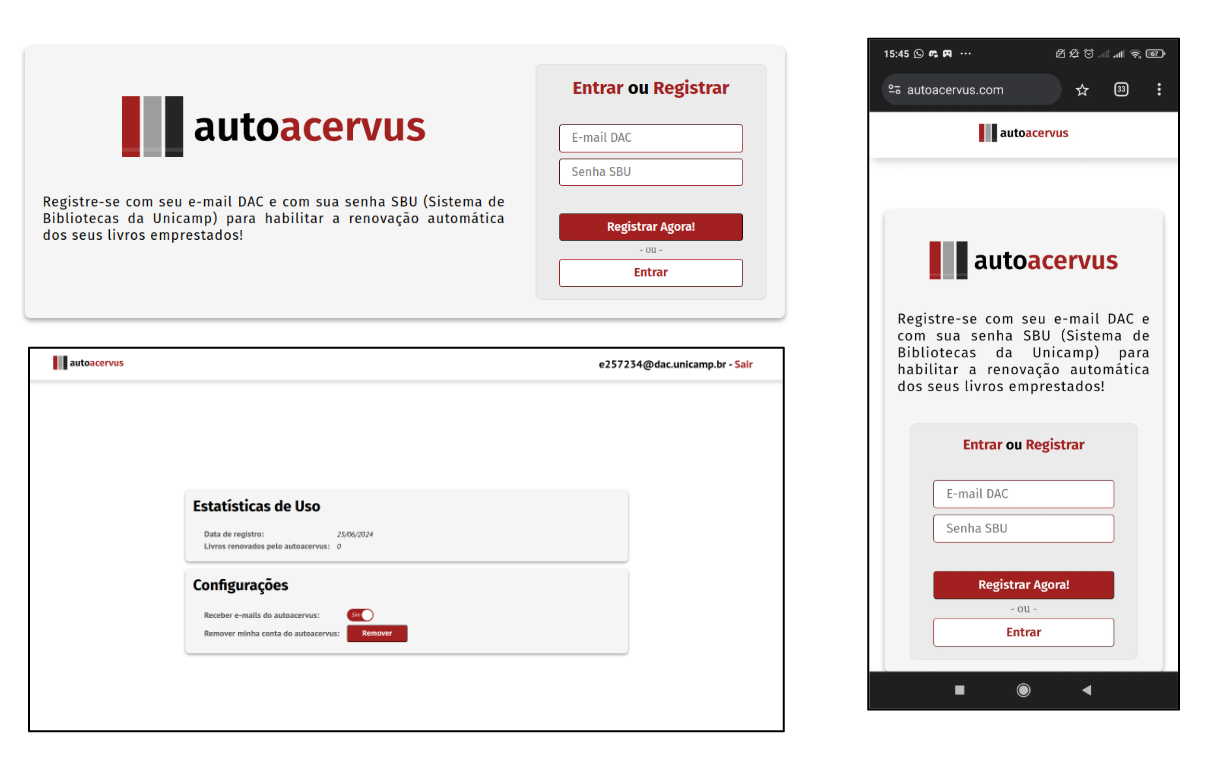 autoacervus
Registre-se com seu e-mail DAC e com sua senha SBU (Sistema de
Bibliotecas da Unicamp) para habilitar a renovação automática
dos seus livros emprestados!
Entrar ou Registrar
E-mail DAC
Senha SBU
Registrar Agora!
- ou -
Entrar
autoacervus
e257234@dac.unicamp.br - Sair
Estatísticas de Uso
Data de registro: 25/06/2024
Livros renovados pelo autoacervus: 0
Configurações
Receber e-mails do autoacervus: Sim
Remover minha conta do autoacervus: Remover
15:45 67
autoacervus.com 33
autoacervus
autoacervus
Registre-se com seu e-mail DAC e
com sua senha SBU (Sistema de
Bibliotecas da Unicamp) para
habilitar a renovação automática
dos seus livros emprestados!
Entrar ou Registrar
E-mail DAC
Senha SBU
Registrar Agora!
- ou -
Entrar